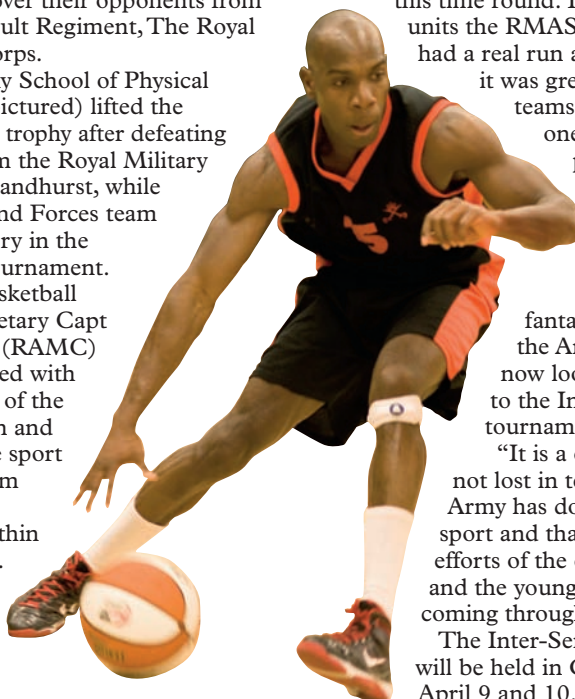 over their opponents from
ult Regiment, The Royal
orps.
y School of Physical
ictured) lifted the
trophy after defeating
n the Royal Military
andhurst, while
nd Forces team
ry in the
urnament.
sketball
etary Capt
(RAMC)
ed with
of the
n and
e sport
m
thin
.
this time round. I
units the RMAS
had a real run a
it was gre
teams
one
fanta
the Ar
now loo
to the In
tournam
"It is a
not lost in t
Army has do
sport and tha
efforts of the
and the young
coming through
The Inter-Se
will be held in
April 9 and 10.
5